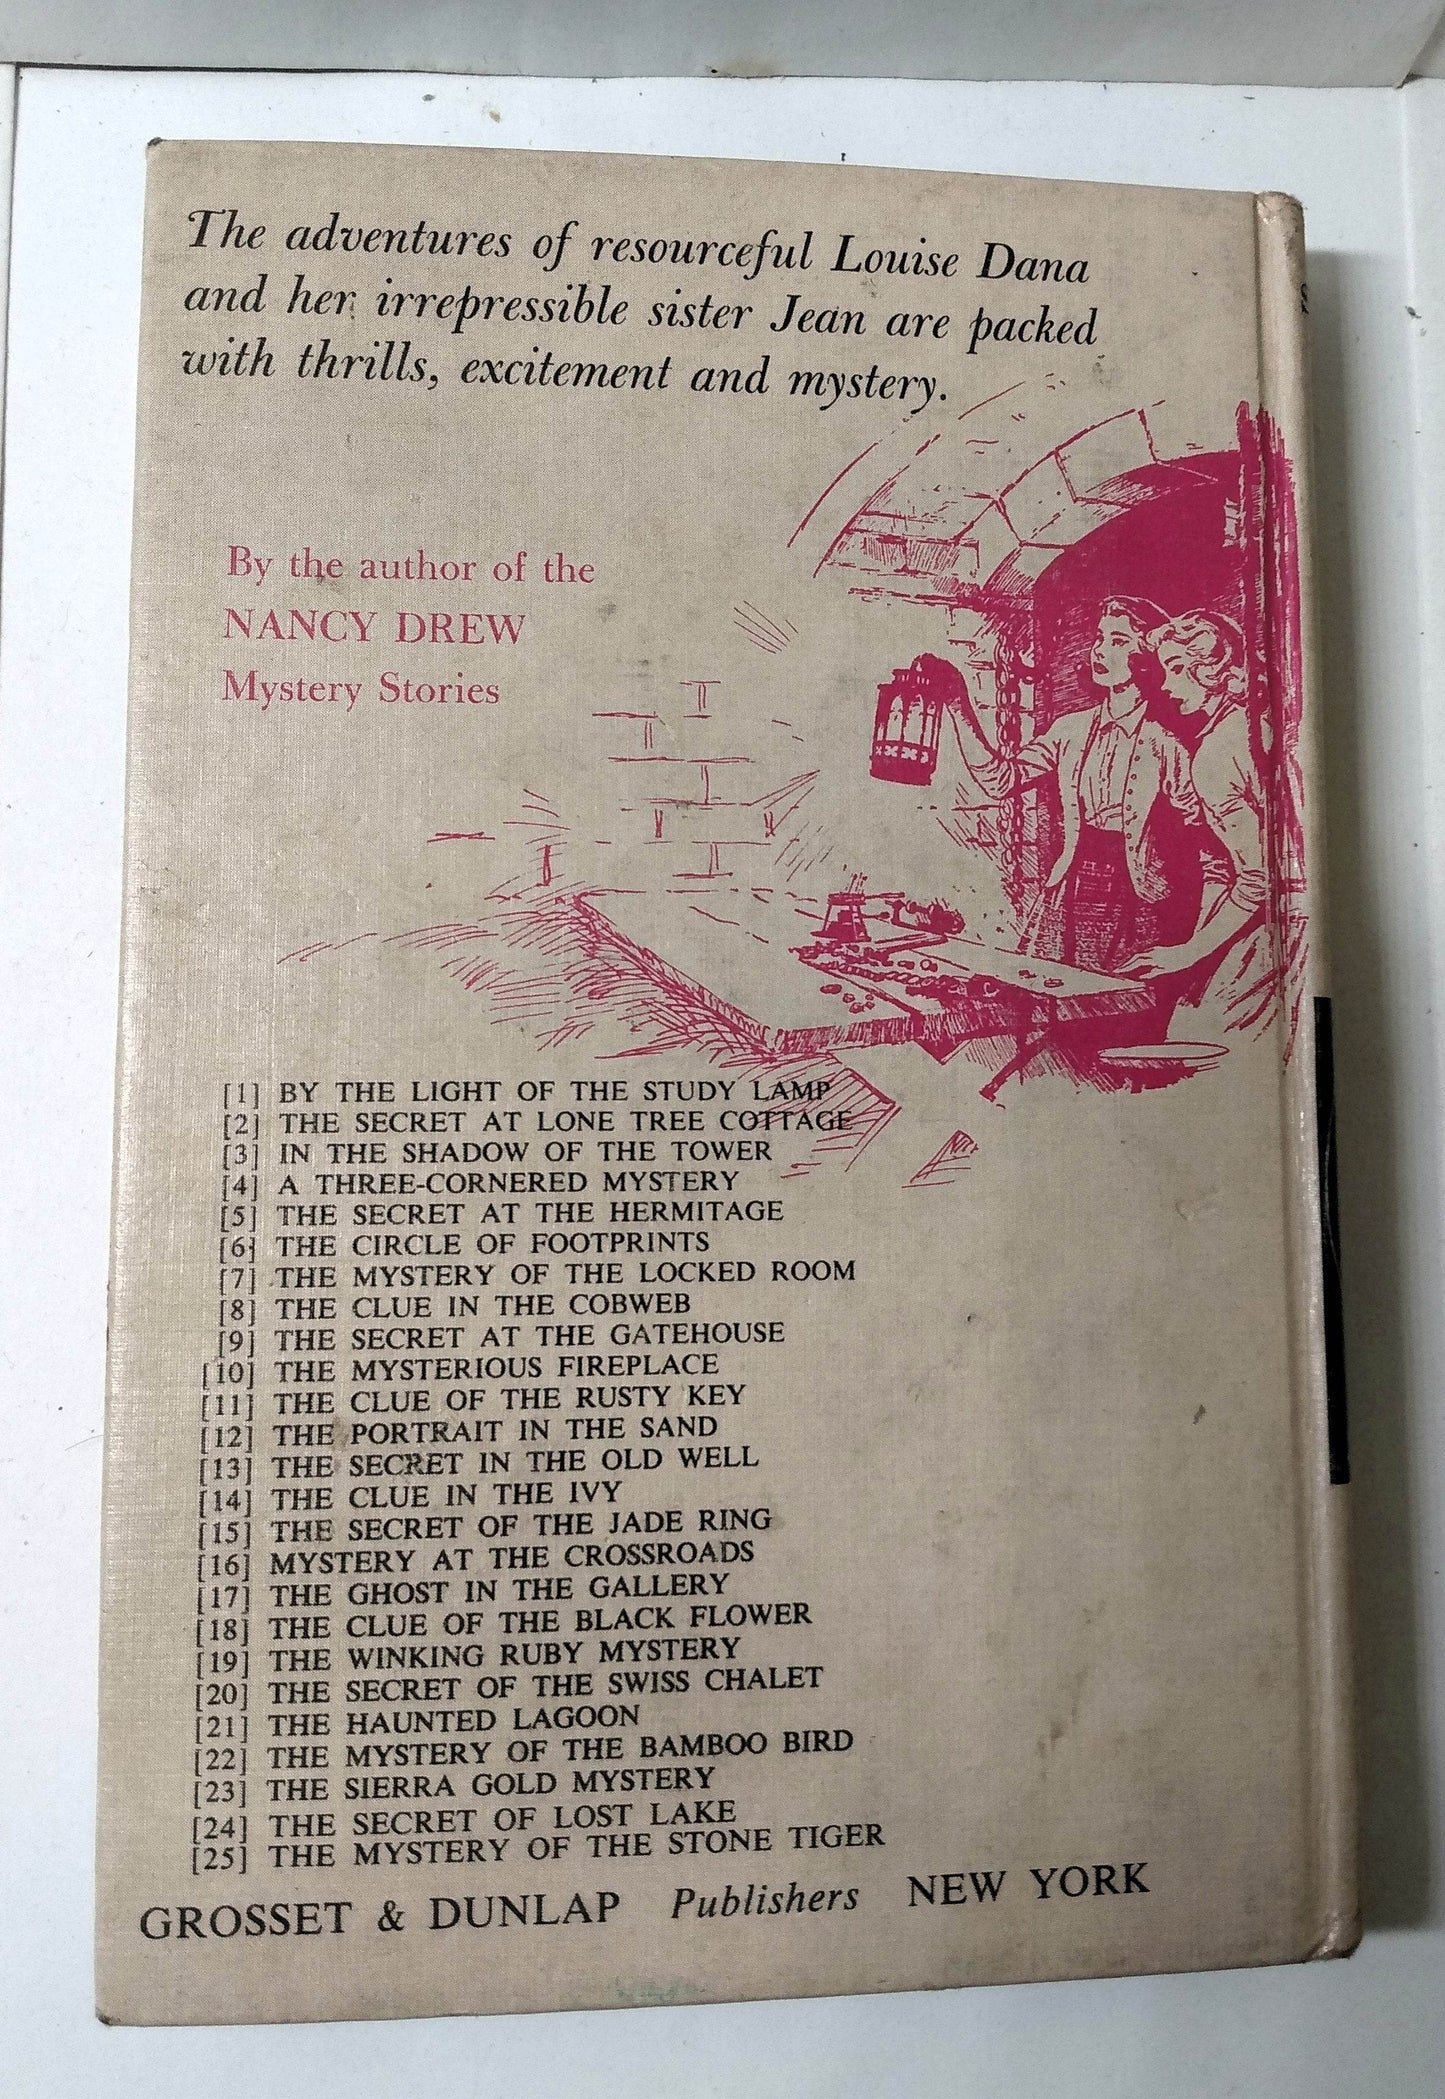 The adventures of resourceful Louise Dana
and her irrepressible sister Jean are packed
with thrills, excitement and mystery.
By the author of the
NANCY DREW
Mystery Stories
[1] BY THE LIGHT OF THE STUDY LAMP
[2] THE SECRET AT LONE TREE COTTAGE
[3] IN THE SHADOW OF THE TOWER
[4] A THREE-CORNERED MYSTERY
[5] THE SECRET AT THE HERMITAGE
[6] THE CIRCLE OF FOOTPRINTS
[7] THE MYSTERY OF THE LOCKED ROOM
[8] THE CLUE IN THE COBWEB
[9] THE SECRET AT THE GATEHOUSE
[10] THE MYSTERIOUS FIREPLACE
[11] THE CLUE OF THE RUSTY KEY
[12] THE PORTRAIT IN THE SAND
[13] THE SECRET IN THE OLD WELL
[14] THE CLUE IN THE IVY
[15] THE SECRET OF THE JADE RING
[16] MYSTERY AT THE CROSSROADS
[17] THE GHOST IN THE GALLERY
[18] THE CLUE OF THE BLACK FLOWER
[19] THE WINKING RUBY MYSTERY
[20] THE SECRET OF THE SWISS CHALET
[21] THE HAUNTED LAGOON
[22] THE MYSTERY OF THE BAMBOO BIRD
[23] THE SIERRA GOLD MYSTERY
[24] THE SECRET OF LOST LAKE
[25] THE MYSTERY OF THE STONE TIGER
GROSSET & DUNLAP Publishers NEW YORK